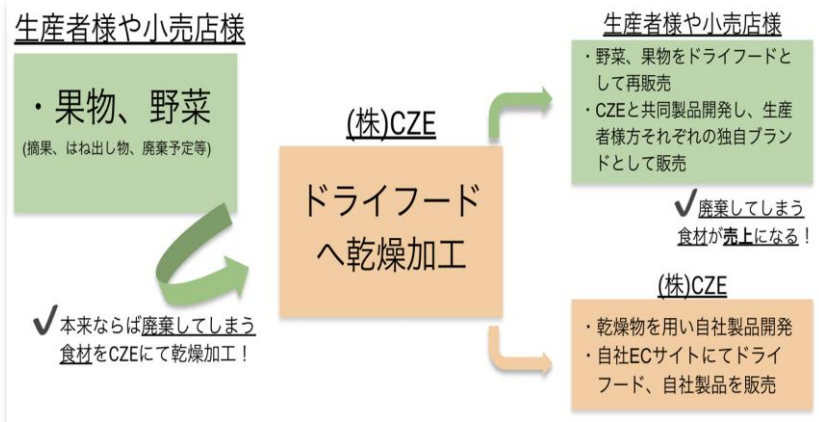 生産者様や小売店様
・果物、野菜
(摘果、はね出し物、廃棄予定等)
✓本来ならば廃棄してしまう
食材をCZEにて乾燥加工！
(株)CZE
ドライフード
へ乾燥加工
生産者様や小売店様
・野菜、果物をドライフードと
して再販売
・CZEと共同製品開発し、生産
者様方それぞれの独自ブラン
ドとして販売
✓廃棄してしまう
食材が売上になる！
(株)CZE
・乾燥物を用い自社製品開発
・自社ECサイトにてドライ
フード、自社製品を販売